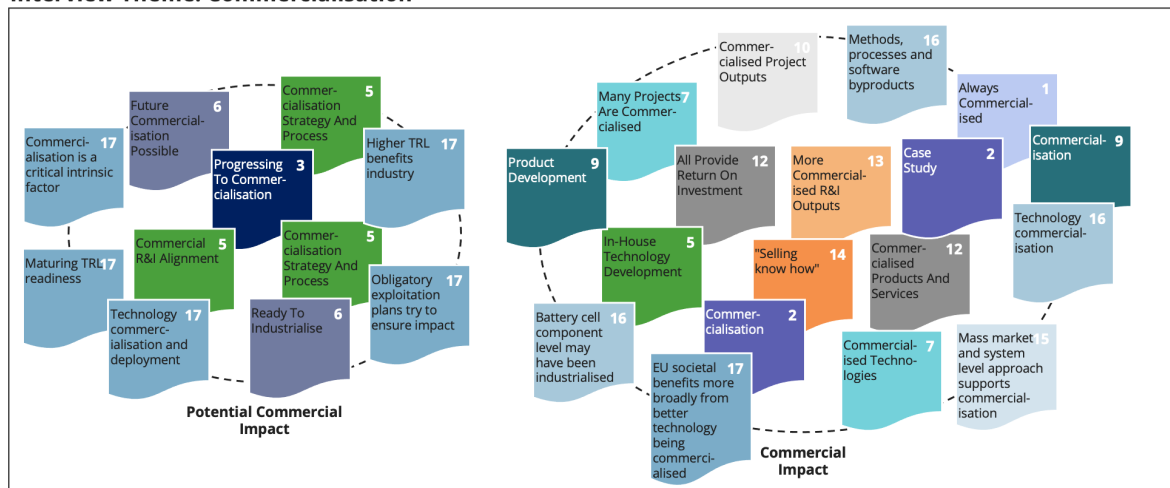 Interview Theme: Commercialisation
Commerci-
alisation is a
critical intrinsic
factor
17
Future
Commercial-
isation
Possible
6
Commer-
cialisation
Strategy And
Process
5
Progressing
To Commer-
cialisation
3
Higher TRL
benefits
industry
17
Maturing TRL
readiness
17
Commercial
R&I Alignment
5
Commer-
cialisation
Strategy And
Process
5
Obligatory
exploitation
plans try to
ensure impact
17
Technology
commerc-
ialisation and
deployment
17
Ready To
Industrialise
6
Potential Commercial
Impact
Commer-
cialised Project
Outputs
10
Methods,
processes and
software
byproducts
16
Many Projects
Are Commer-
cialised
7
Always
Commercial-
ised
1
Product
Development
9
All Provide
Return On
Investment
12
More
Commercial-
ised R&I
Outputs
13
Case
Study
2
Commercial-
isation
9
Technology
commercial-
isation
16
In-House
Technology
Development
5
"Selling
know how"
14
Commer-
cialised
Products And
Services
12
Battery cell
component
level may
have been
industrialised
16
Commer-
cialisation
2
Commercial-
ised Techno-
logies
7
Mass market
and system
level approach
supports
commercial-
isation
15
EU societal
benefits more
broadly from
better
technology
being
commerci-
alised
17
Commercial
Impact